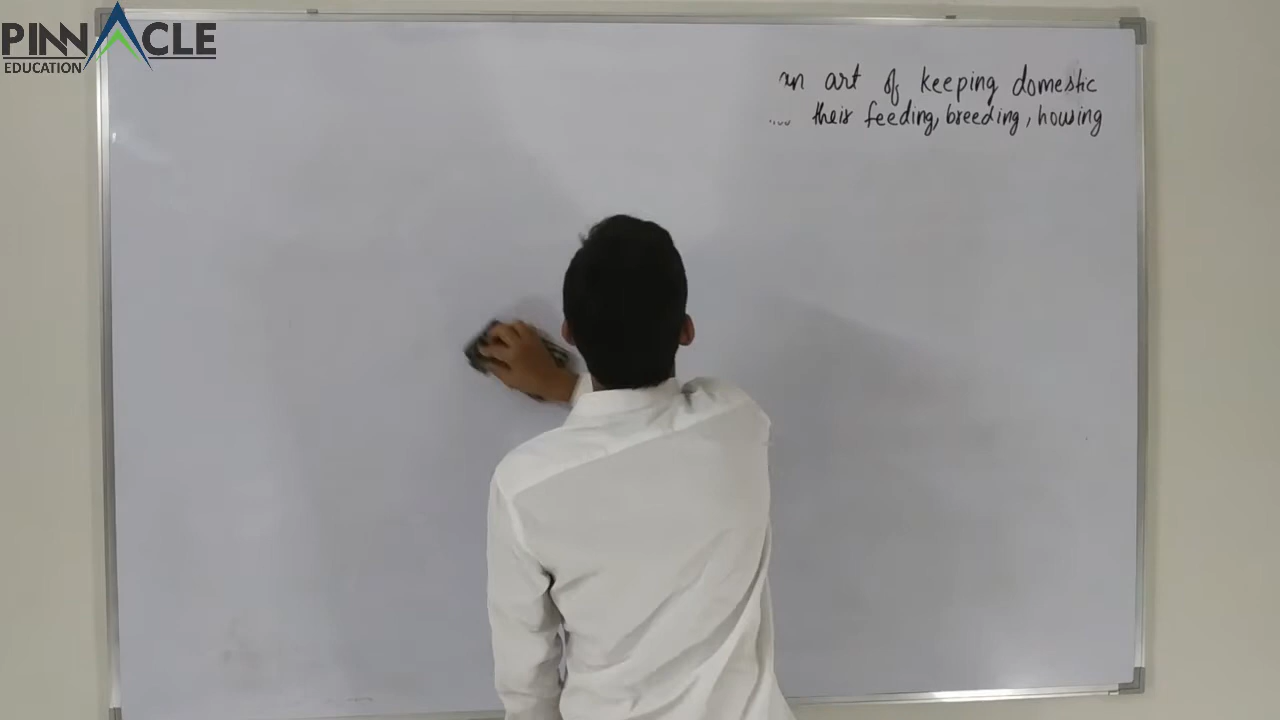 PINNACLE
EDUCATION
an art of keeping domestic
their feeding, breeding, housing